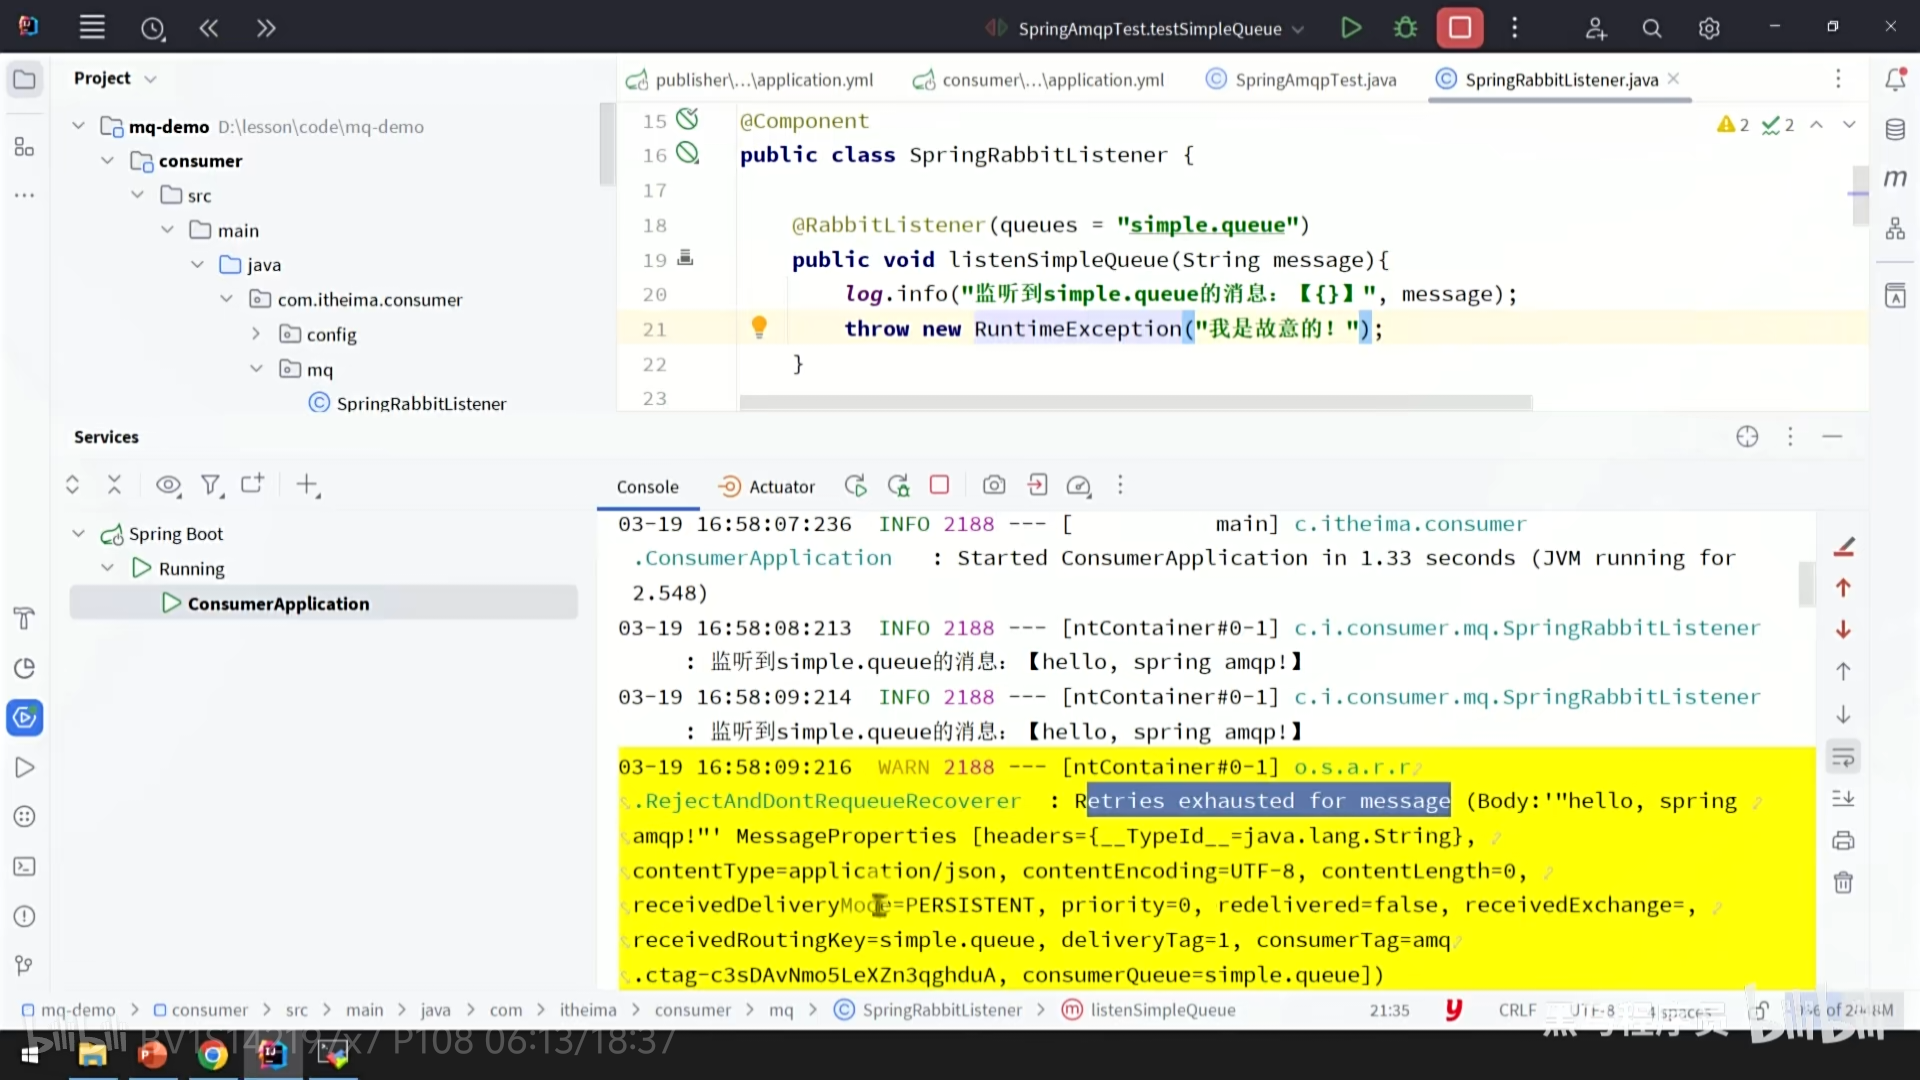 SpringAmqpTest.testSimpleQueue
Project
mq-demo D:\lesson\code\mq-demo
consumer
src
main
java
com.itheima.consumer
config
mq
SpringRabbitListener
publisher\...\application.yml
consumer\...\application.yml
SpringAmqpTest.java
SpringRabbitListener.java
2 2
15 @Component
16 public class SpringRabbitListener {
17
18 @RabbitListener(queues = "simple.queue")
19 public void listenSimpleQueue(String message){
20 log.info("监听到simple.queue的消息：【{}】", message);
21 throw new RuntimeException("我是故意的！");
22 }
23
Services
Spring Boot
Running
ConsumerApplication
Console
Actuator
03-19 16:58:07:236 INFO 2188 --- [ main] c.itheima.consumer
.ConsumerApplication : Started ConsumerApplication in 1.33 seconds (JVM running for
2.548)
03-19 16:58:08:213 INFO 2188 --- [ntContainer#0-1] c.i.consumer.mq.SpringRabbitListener
: 监听到simple.queue的消息：【hello, spring amqp!】
03-19 16:58:09:214 INFO 2188 --- [ntContainer#0-1] c.i.consumer.mq.SpringRabbitListener
: 监听到simple.queue的消息：【hello, spring amqp!】
03-19 16:58:09:216 WARN 2188 --- [ntContainer#0-1] o.s.a.r.r
.RejectAndDontRequeueRecoverer : Retries exhausted for message (Body:'"hello, spring
amqp!"' MessageProperties [headers={__TypeId__=java.lang.String},
contentType=application/json, contentEncoding=UTF-8, contentLength=0,
receivedDeliveryMode=PERSISTENT, priority=0, redelivered=false, receivedExchange=,
receivedRoutingKey=simple.queue, deliveryTag=1, consumerTag=amq
.ctag-c3sDAvNmo5LeXZn3qghduA, consumerQueue=simple.queue])
mq-demo > consumer > src > main > java > com > itheima > consumer > mq > SpringRabbitListener > listenSimpleQueue
21:35
CRLF
UTF-8
4 spaces
黑马程序员
bilibili
P108 06:13/18:37